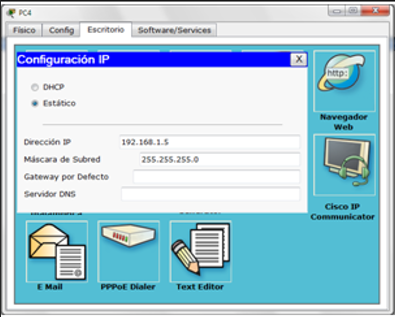 PC4
Físico Config Escritorio Software/Services
Configuración IP X
DHCP
Estático
Dirección IP 192.168.1.5
Máscara de Subred 255.255.255.0
Gateway por Defecto
Servidor DNS
http:
Navegador
Web
Cisco IP
Communicator
E Mail PPPoE Dialer Text Editor